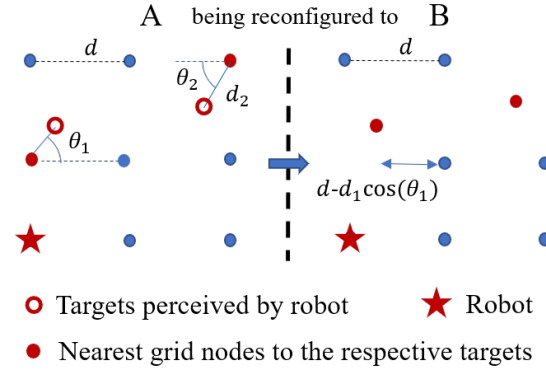 A being reconfigured to B
d
d
θ₂
d₂
θ₁
d-d₁cos(θ₁)
Targets perceived by robot
Robot
Nearest grid nodes to the respective targets